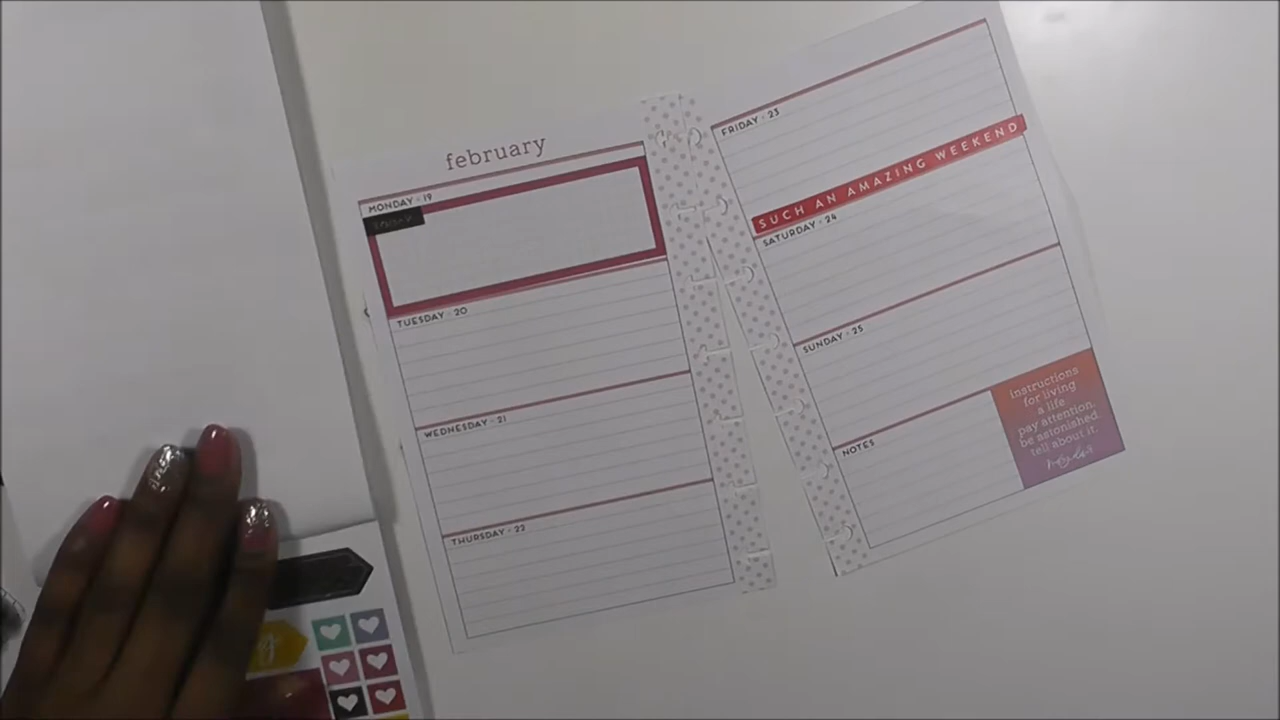 february
MONDAY · 19
TODAY
TUESDAY · 20
WEDNESDAY · 21
THURSDAY · 22
FRIDAY · 23
SUCH AN AMAZING WEEKEND
SATURDAY · 24
SUNDAY · 25
NOTES
instructions
for living
a life.
pay attention.
be astonished.
tell about it.